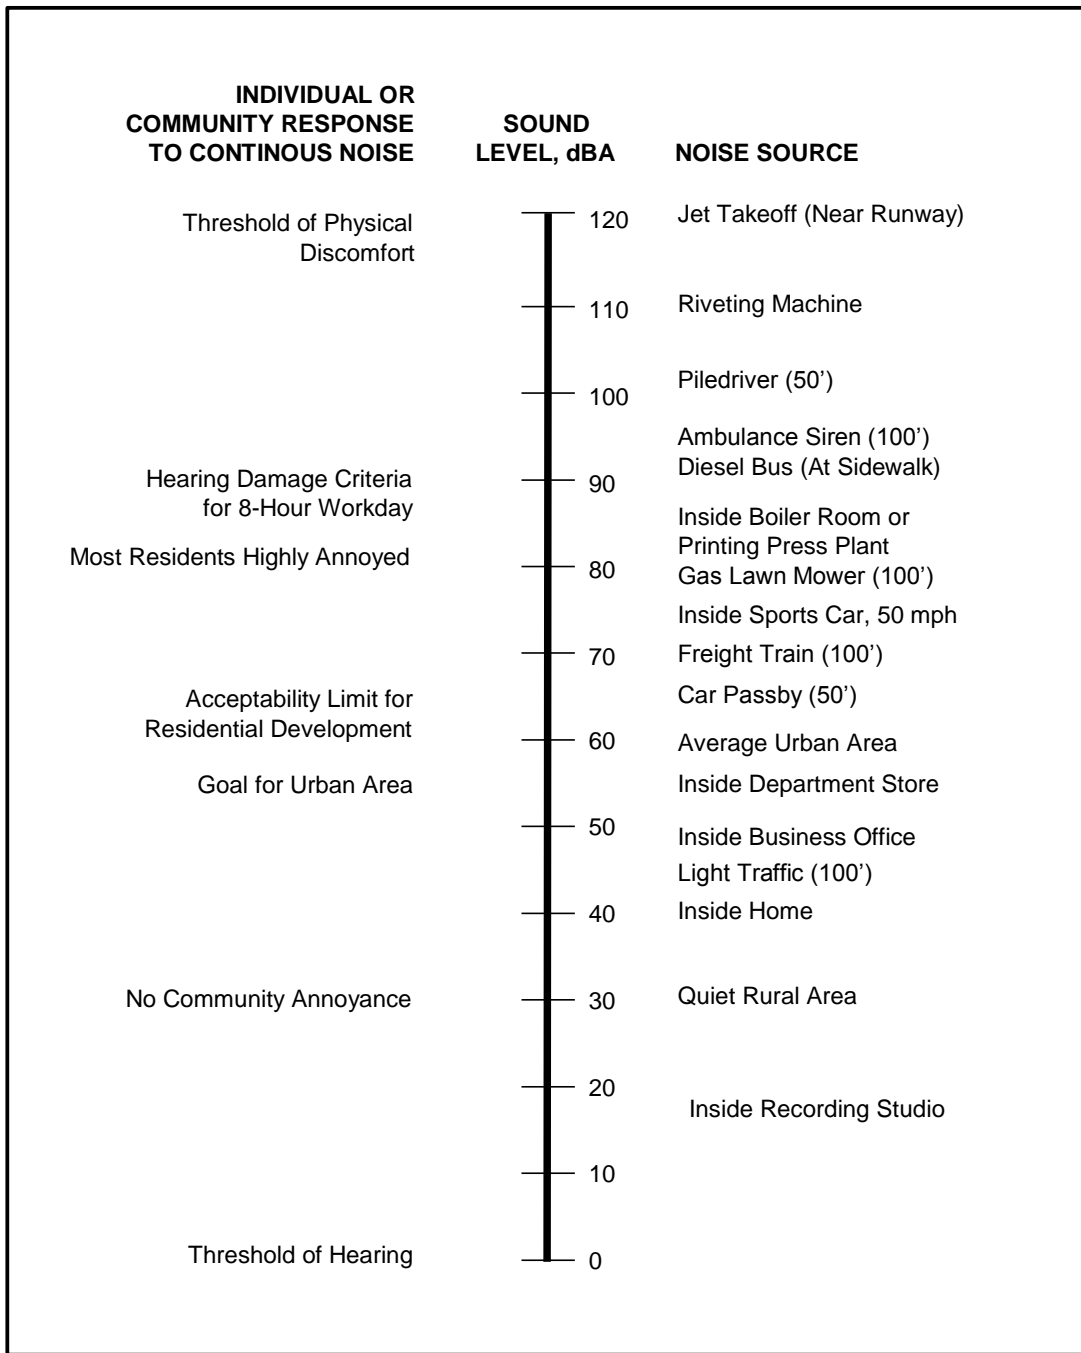 INDIVIDUAL OR
COMMUNITY RESPONSE
TO CONTINOUS NOISE
SOUND
LEVEL, dBA
NOISE SOURCE
Threshold of Physical
Discomfort
120
Jet Takeoff (Near Runway)
110
Riveting Machine
100
Piledriver (50’)
Ambulance Siren (100’)
Diesel Bus (At Sidewalk)
Hearing Damage Criteria
for 8-Hour Workday
90
Inside Boiler Room or
Printing Press Plant
Most Residents Highly Annoyed
80
Gas Lawn Mower (100’)
Inside Sports Car, 50 mph
70
Freight Train (100’)
Acceptability Limit for
Residential Development
Car Passby (50’)
60
Average Urban Area
Goal for Urban Area
Inside Department Store
50
Inside Business Office
Light Traffic (100’)
40
Inside Home
No Community Annoyance
30
Quiet Rural Area
20
Inside Recording Studio
10
Threshold of Hearing
0